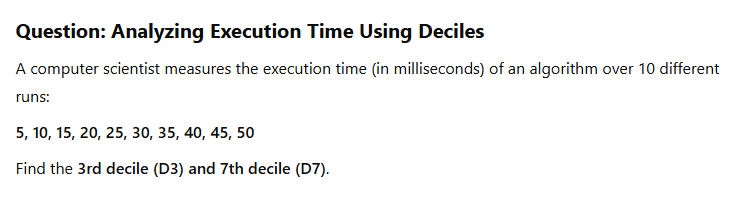 Question: Analyzing Execution Time Using Deciles
A computer scientist measures the execution time (in milliseconds) of an algorithm over 10 different
runs:
5, 10, 15, 20, 25, 30, 35, 40, 45, 50
Find the 3rd decile (D3) and 7th decile (D7).